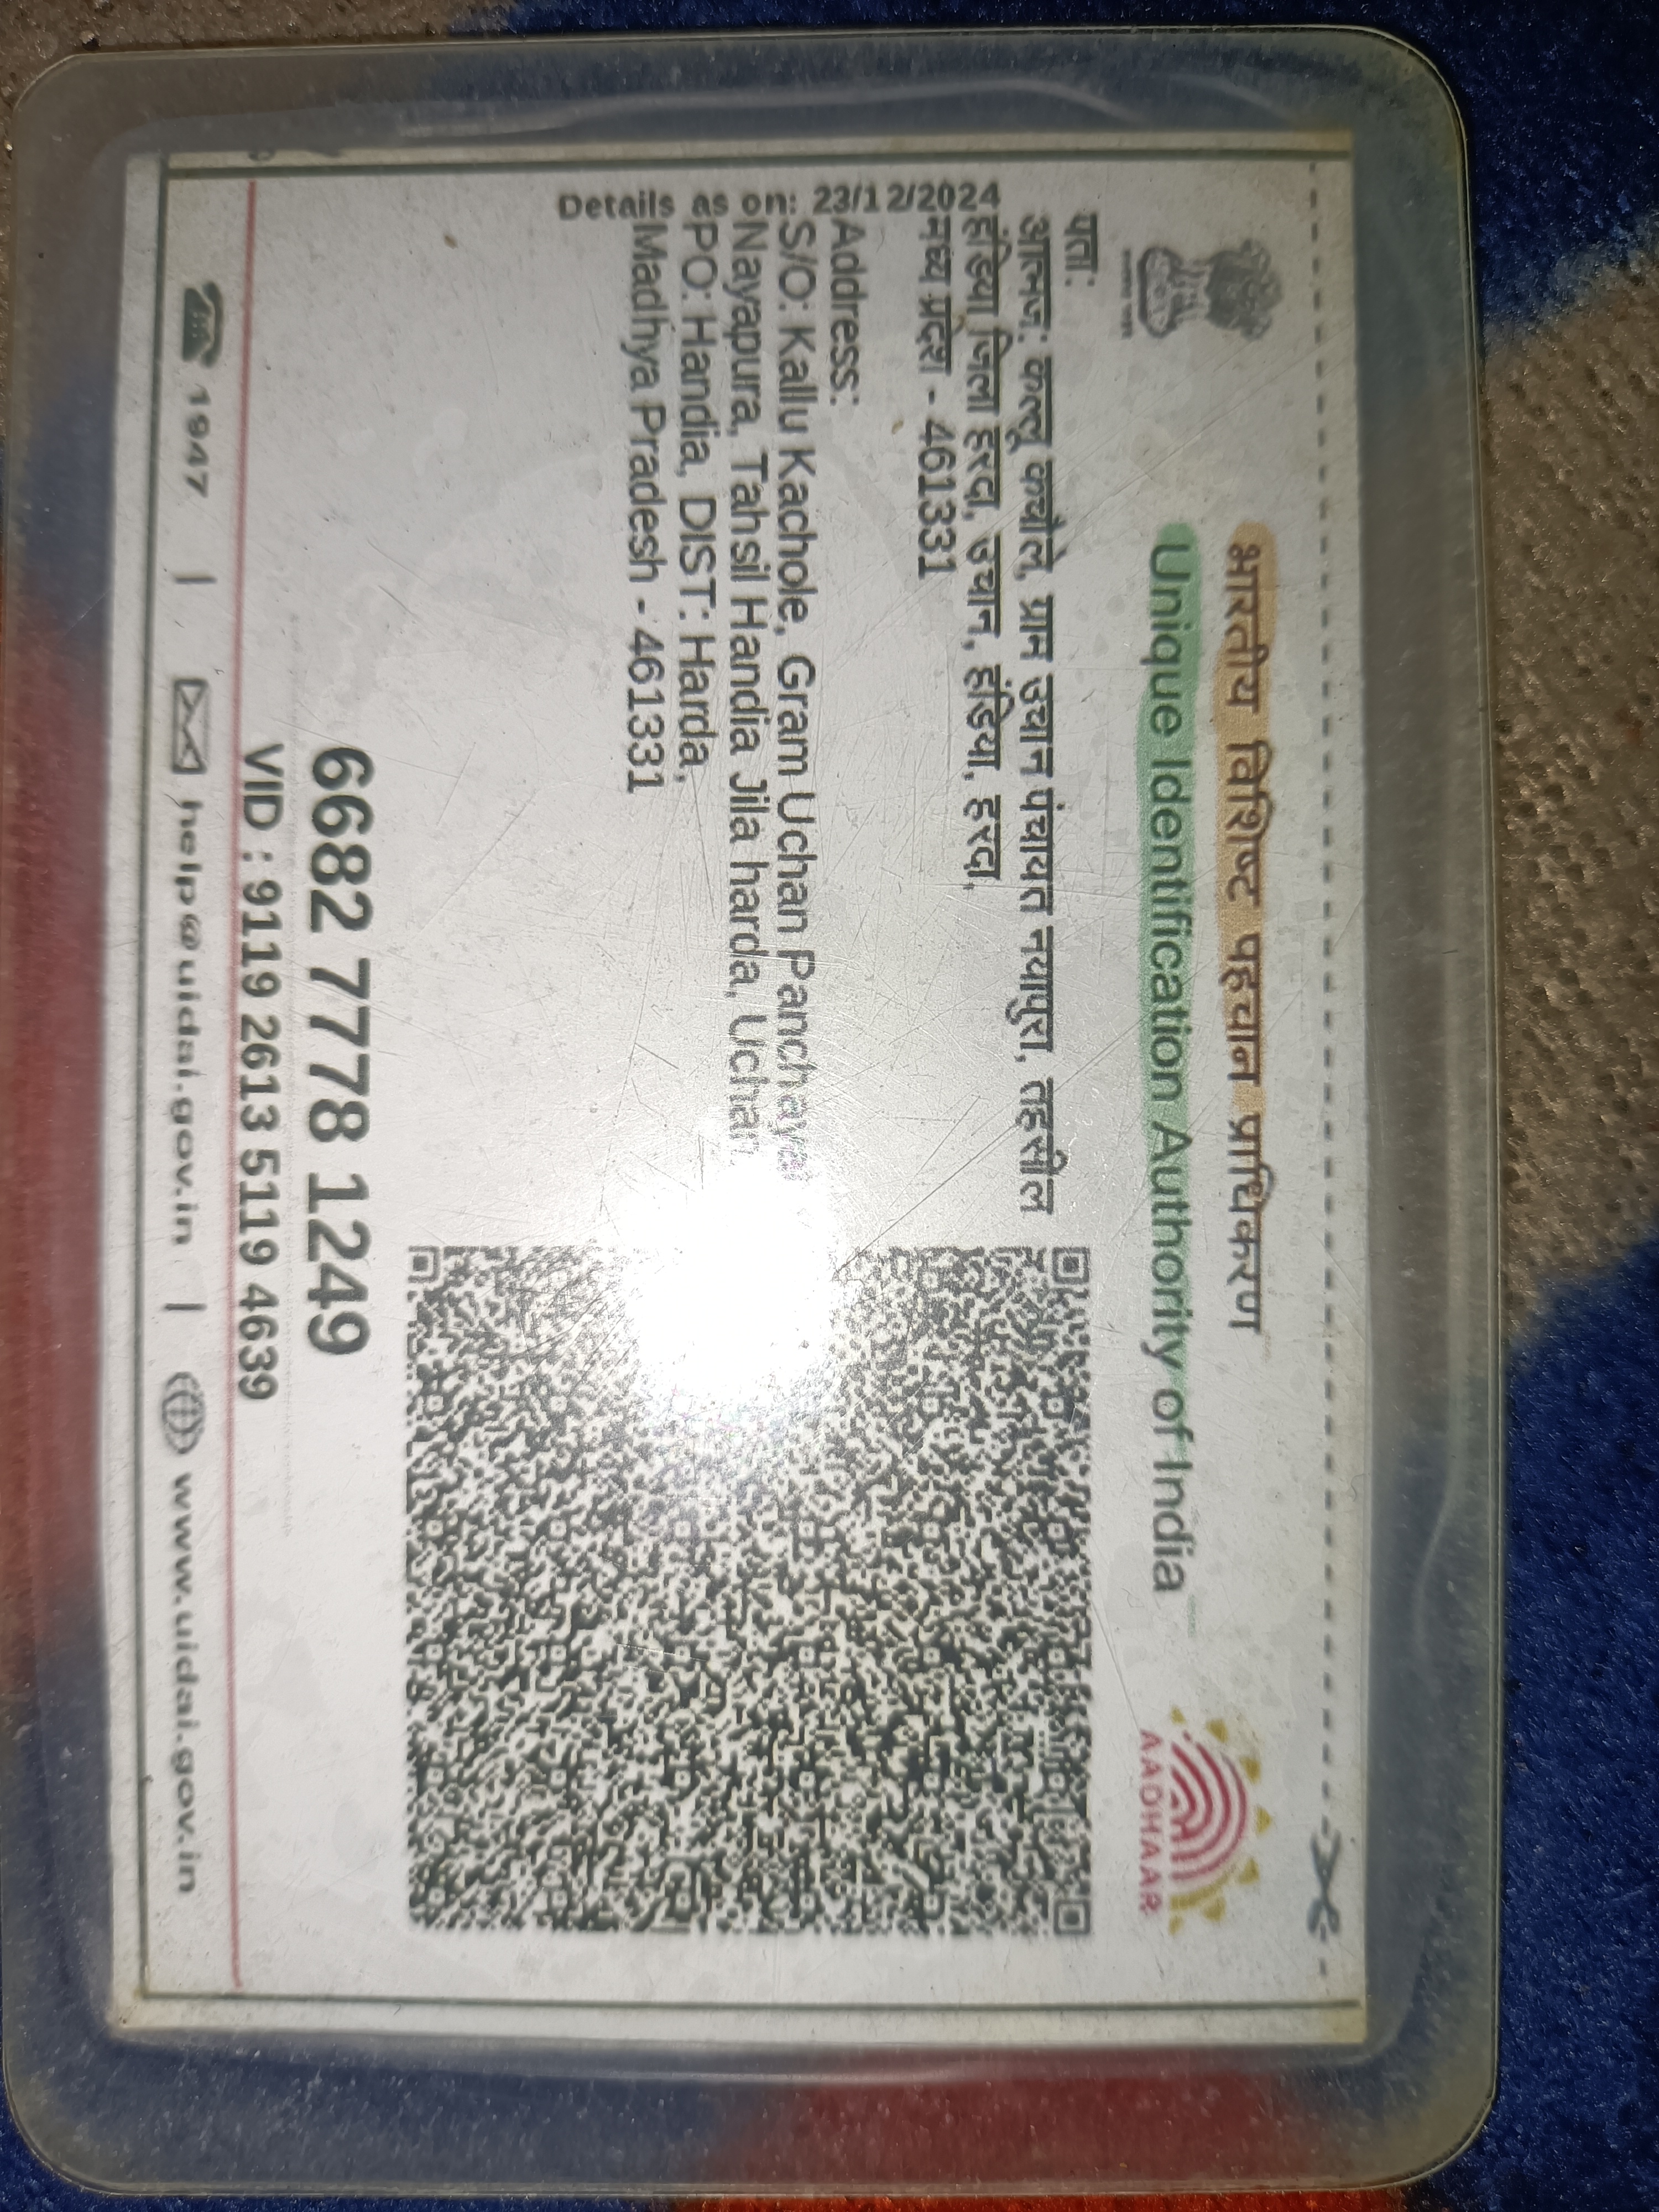 भारतीय विशिष्ट पहचान प्राधिकरण
Unique Identification Authority of India
AADHAAR
Details as on: 23/12/2024
पता:
आत्मज: कल्लू कचोले, ग्राम उचान पंचायत नयापुरा, तहसील
हंडिया जिला हरदा, उचान, हंडिया, हरदा,
मध्य प्रदेश - 461331
Address:
S/O: Kallu Kachole, Gram Uchan
Nayapura, Tahsil Handia Jila harda, Uchan,
PO: Handia, DIST: Harda,
Madhya Pradesh - 461331
6682 7778 1249
VID : 9119 2613 5119 4639
1947 | help@uidai.gov.in | www.uidai.gov.in